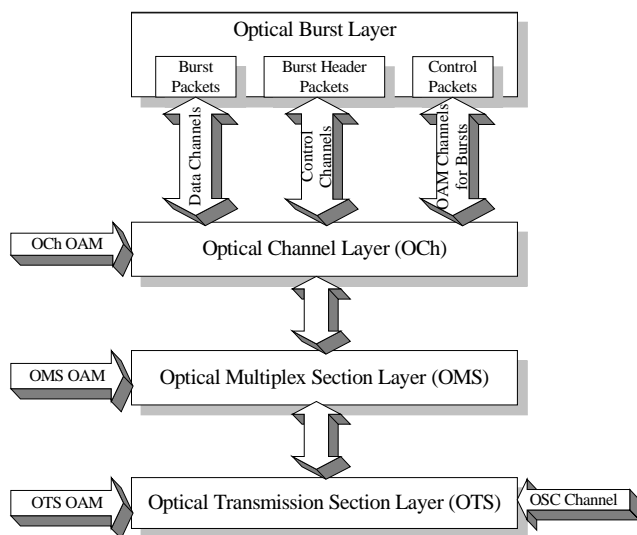 Optical Burst Layer
Burst
Packets
Burst Header
Packets
Control
Packets
Data Channels
Control
Channels
OAM Channels
for Bursts
OCh OAM
Optical Channel Layer (OCh)
OMS OAM
Optical Multiplex Section Layer (OMS)
OTS OAM
Optical Transmission Section Layer (OTS)
OSC Channel